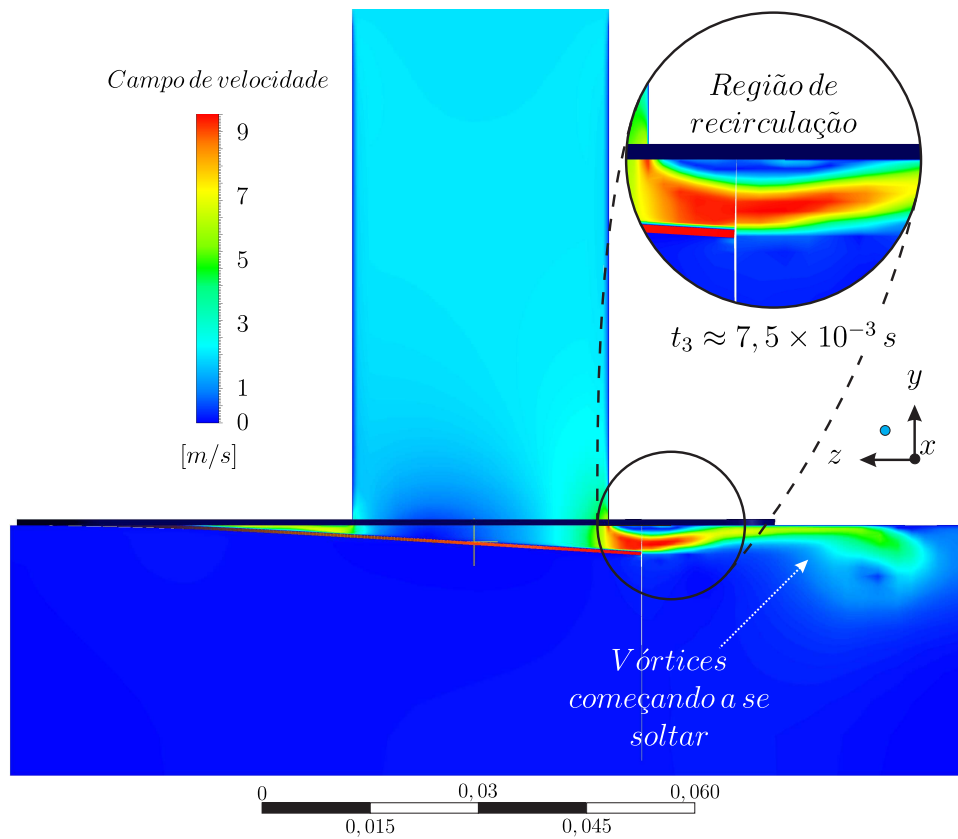 Campo de velocidade
9
7
5
3
1
0
[m/s]
Região de
recirculação
t₃ ≈ 7,5 × 10⁻³ s
y
z
x
Vórtices
começando a se
soltar
0
0,03
0,060
0,015
0,045